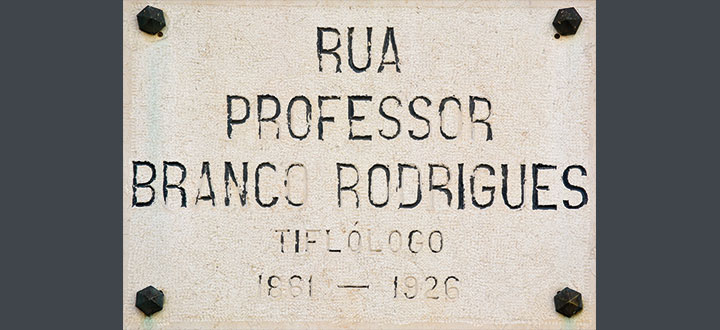 RUA
PROFESSOR
BRANCO RODRIGUES
TIFLÓLOGO
1861 — 1926